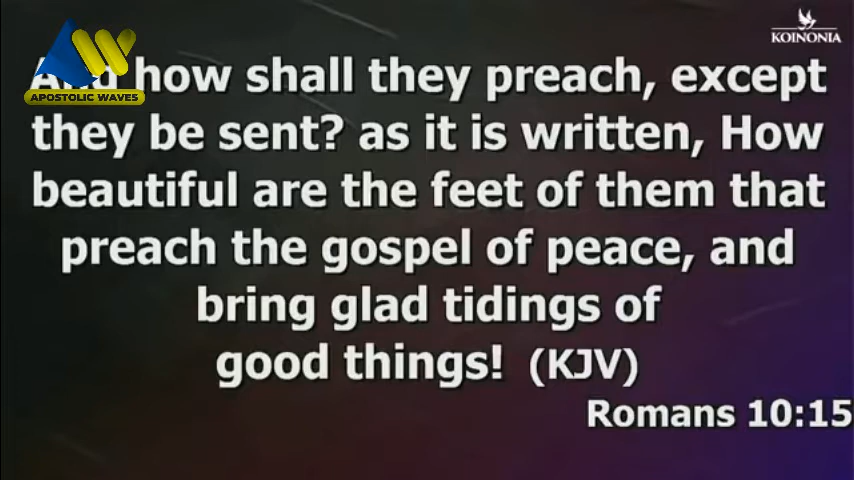 KOINONIA
APOSTOLIC WAVES
And how shall they preach, except
they be sent? as it is written, How
beautiful are the feet of them that
preach the gospel of peace, and
bring glad tidings of
good things! (KJV)
Romans 10:15